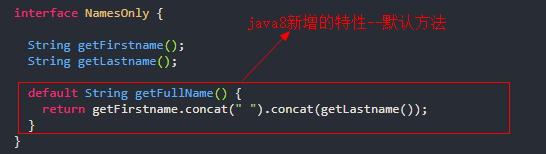 interface NamesOnly {
java8新增的特性--默认方法
String getFirstname();
String getLastname();
default String getFullName() {
return getFirstname.concat(" ").concat(getLastname());
}
}